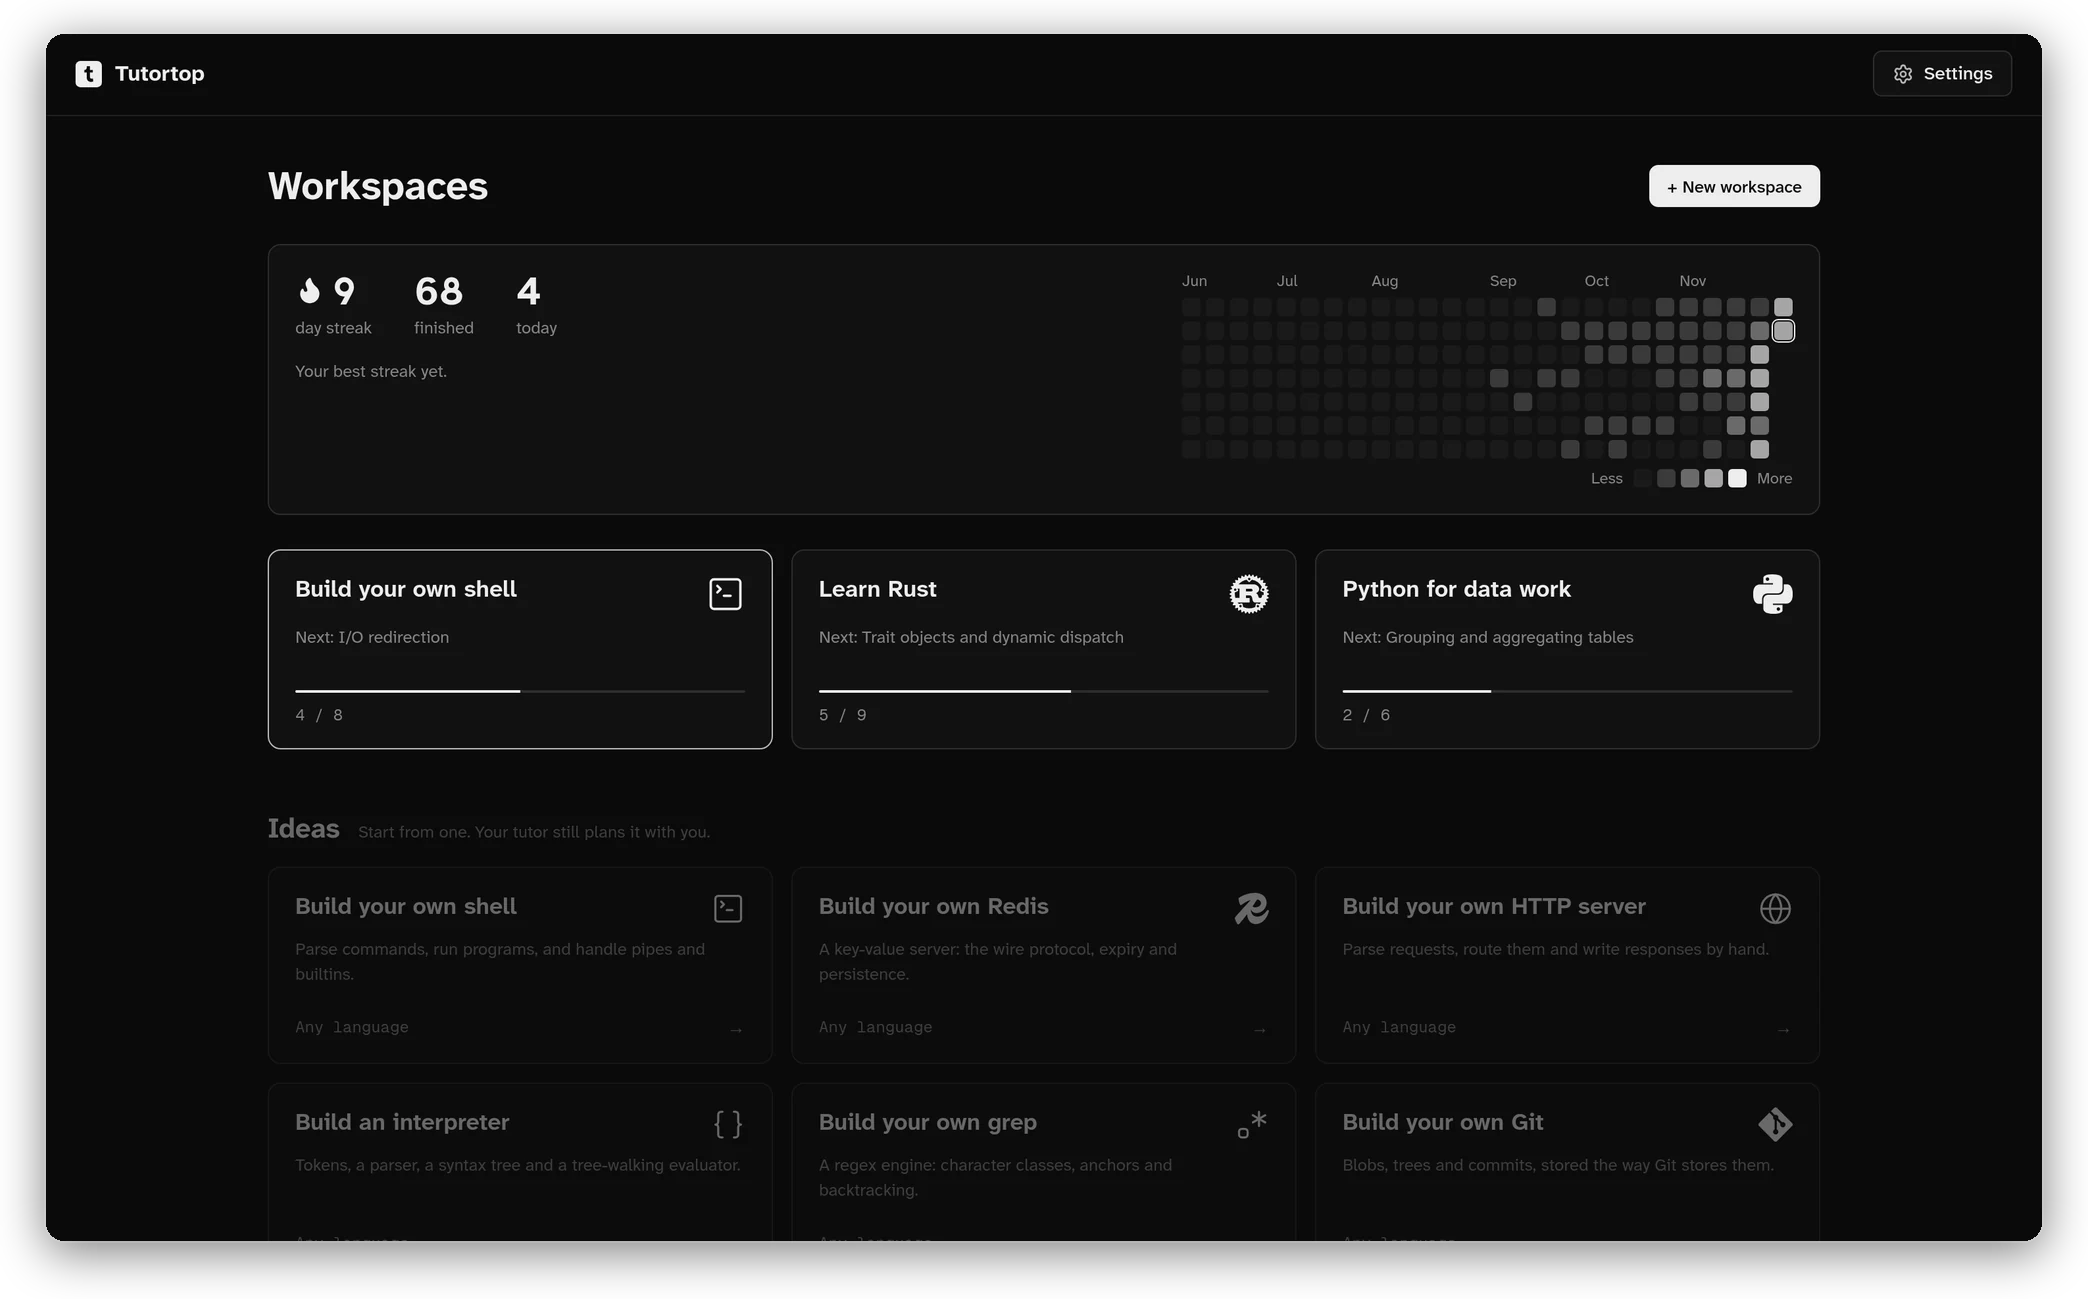 t Tutortop
Settings
Workspaces
+ New workspace
9
68
4
day streak
finished
today
Your best streak yet.
Jun Jul Aug Sep Oct Nov
Less
More
Build your own shell
Next: I/O redirection
4 / 8
Learn Rust
R
Next: Trait objects and dynamic dispatch
5 / 9
Python for data work
Next: Grouping and aggregating tables
2 / 6
Ideas
Start from one. Your tutor still plans it with you.
Build your own shell
Parse commands, run programs, and handle pipes and
builtins.
Any language →
Build your own Redis
A key-value server: the wire protocol, expiry and
persistence.
Any language →
Build your own HTTP server
Parse requests, route them and write responses by hand.
Any language →
Build an interpreter
{ }
Tokens, a parser, a syntax tree and a tree-walking evaluator.
Any language
Build your own grep
A regex engine: character classes, anchors and
backtracking.
Any language
Build your own Git
Blobs, trees and commits, stored the way Git stores them.
Any language